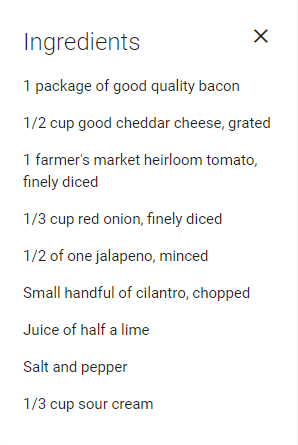 Ingredients
1 package of good quality bacon
1/2 cup good cheddar cheese, grated
1 farmer's market heirloom tomato,
finely diced
1/3 cup red onion, finely diced
1/2 of one jalapeno, minced
Small handful of cilantro, chopped
Juice of half a lime
Salt and pepper
1/3 cup sour cream